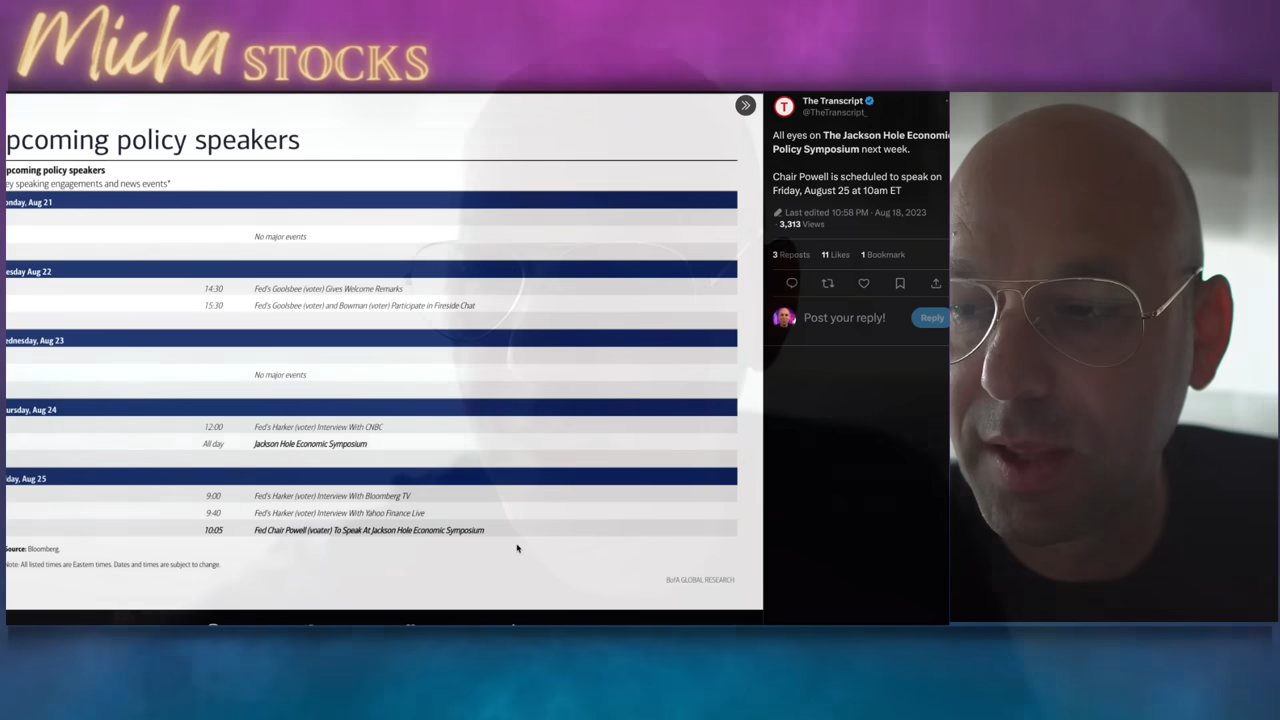 Micha STOCKS
pcoming policy speakers
pcoming policy speakers
ey speaking engagements and news events*
onday, Aug 21
No major events
esday Aug 22
14:30 Fed's Goolsbee (voter) Gives Welcome Remarks
15:30 Fed's Goolsbee (voter) and Bowman (voter) Participate in Fireside Chat
ednesday, Aug 23
No major events
ursday, Aug 24
12:00 Fed's Harker (voter) Interview With CNBC
All day Jackson Hole Economic Symposium
day, Aug 25
9:00 Fed's Harker (voter) Interview With Bloomberg TV
9:40 Fed's Harker (voter) Interview With Yahoo Finance Live
10:05 Fed Chair Powell (voater) To Speak At Jackson Hole Economic Symposium
Source: Bloomberg,
Note: All listed times are Eastern times. Dates and times are subject to change.
BofA GLOBAL RESEARCH
T
The Transcript
@TheTranscript_
All eyes on The Jackson Hole Economic
Policy Symposium next week.
Chair Powell is scheduled to speak on
Friday, August 25 at 10am ET
Last edited 10:58 PM · Aug 18, 2023
· 3,313 Views
3 Reposts 11 Likes 1 Bookmark
Post your reply!
Reply